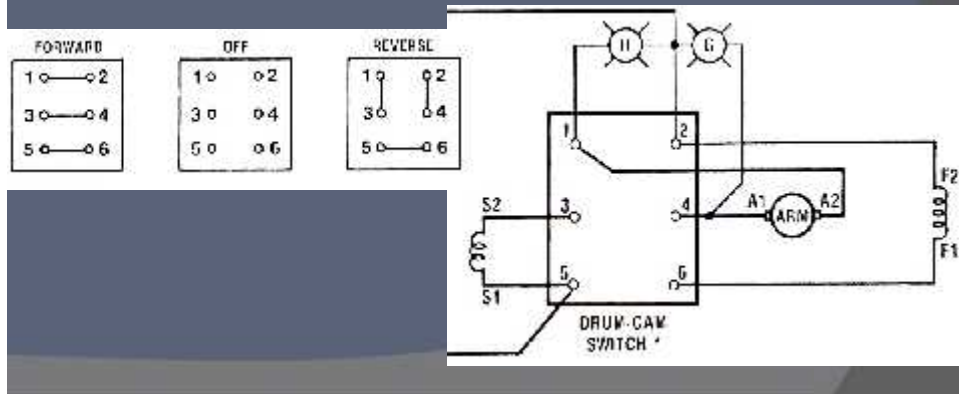 FORWARD
OFF
REVERSE
1 2
3 4
5 6
1 2
3 4
5 6
1 2
3 4
5 6
G
1 2
3 4
5 6
S2
S1
A1 ARM A2
F2
F1
DRUM-CAM
SWITCH *